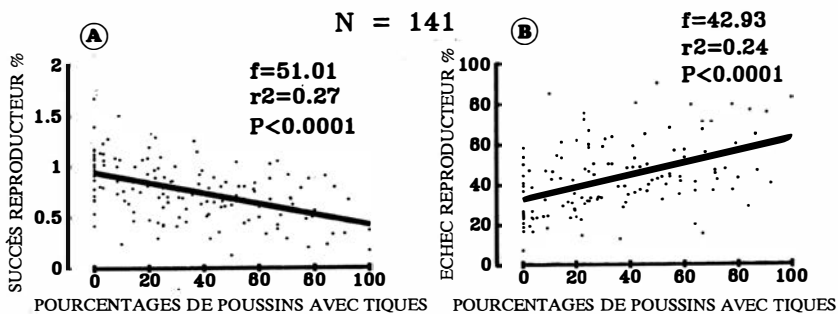 N = 141
A
f=51.01
r2=0.27
P<0.0001
SUCCÈS REPRODUCTEUR %
2
1.5
1
0.5
0
0 20 40 60 80 100
POURCENTAGES DE POUSSINS AVEC TIQUES
B
f=42.93
r2=0.24
P<0.0001
ECHEC REPRODUCTEUR %
100
80
60
40
20
0
0 20 40 60 80 100
POURCENTAGES DE POUSSINS AVEC TIQUES